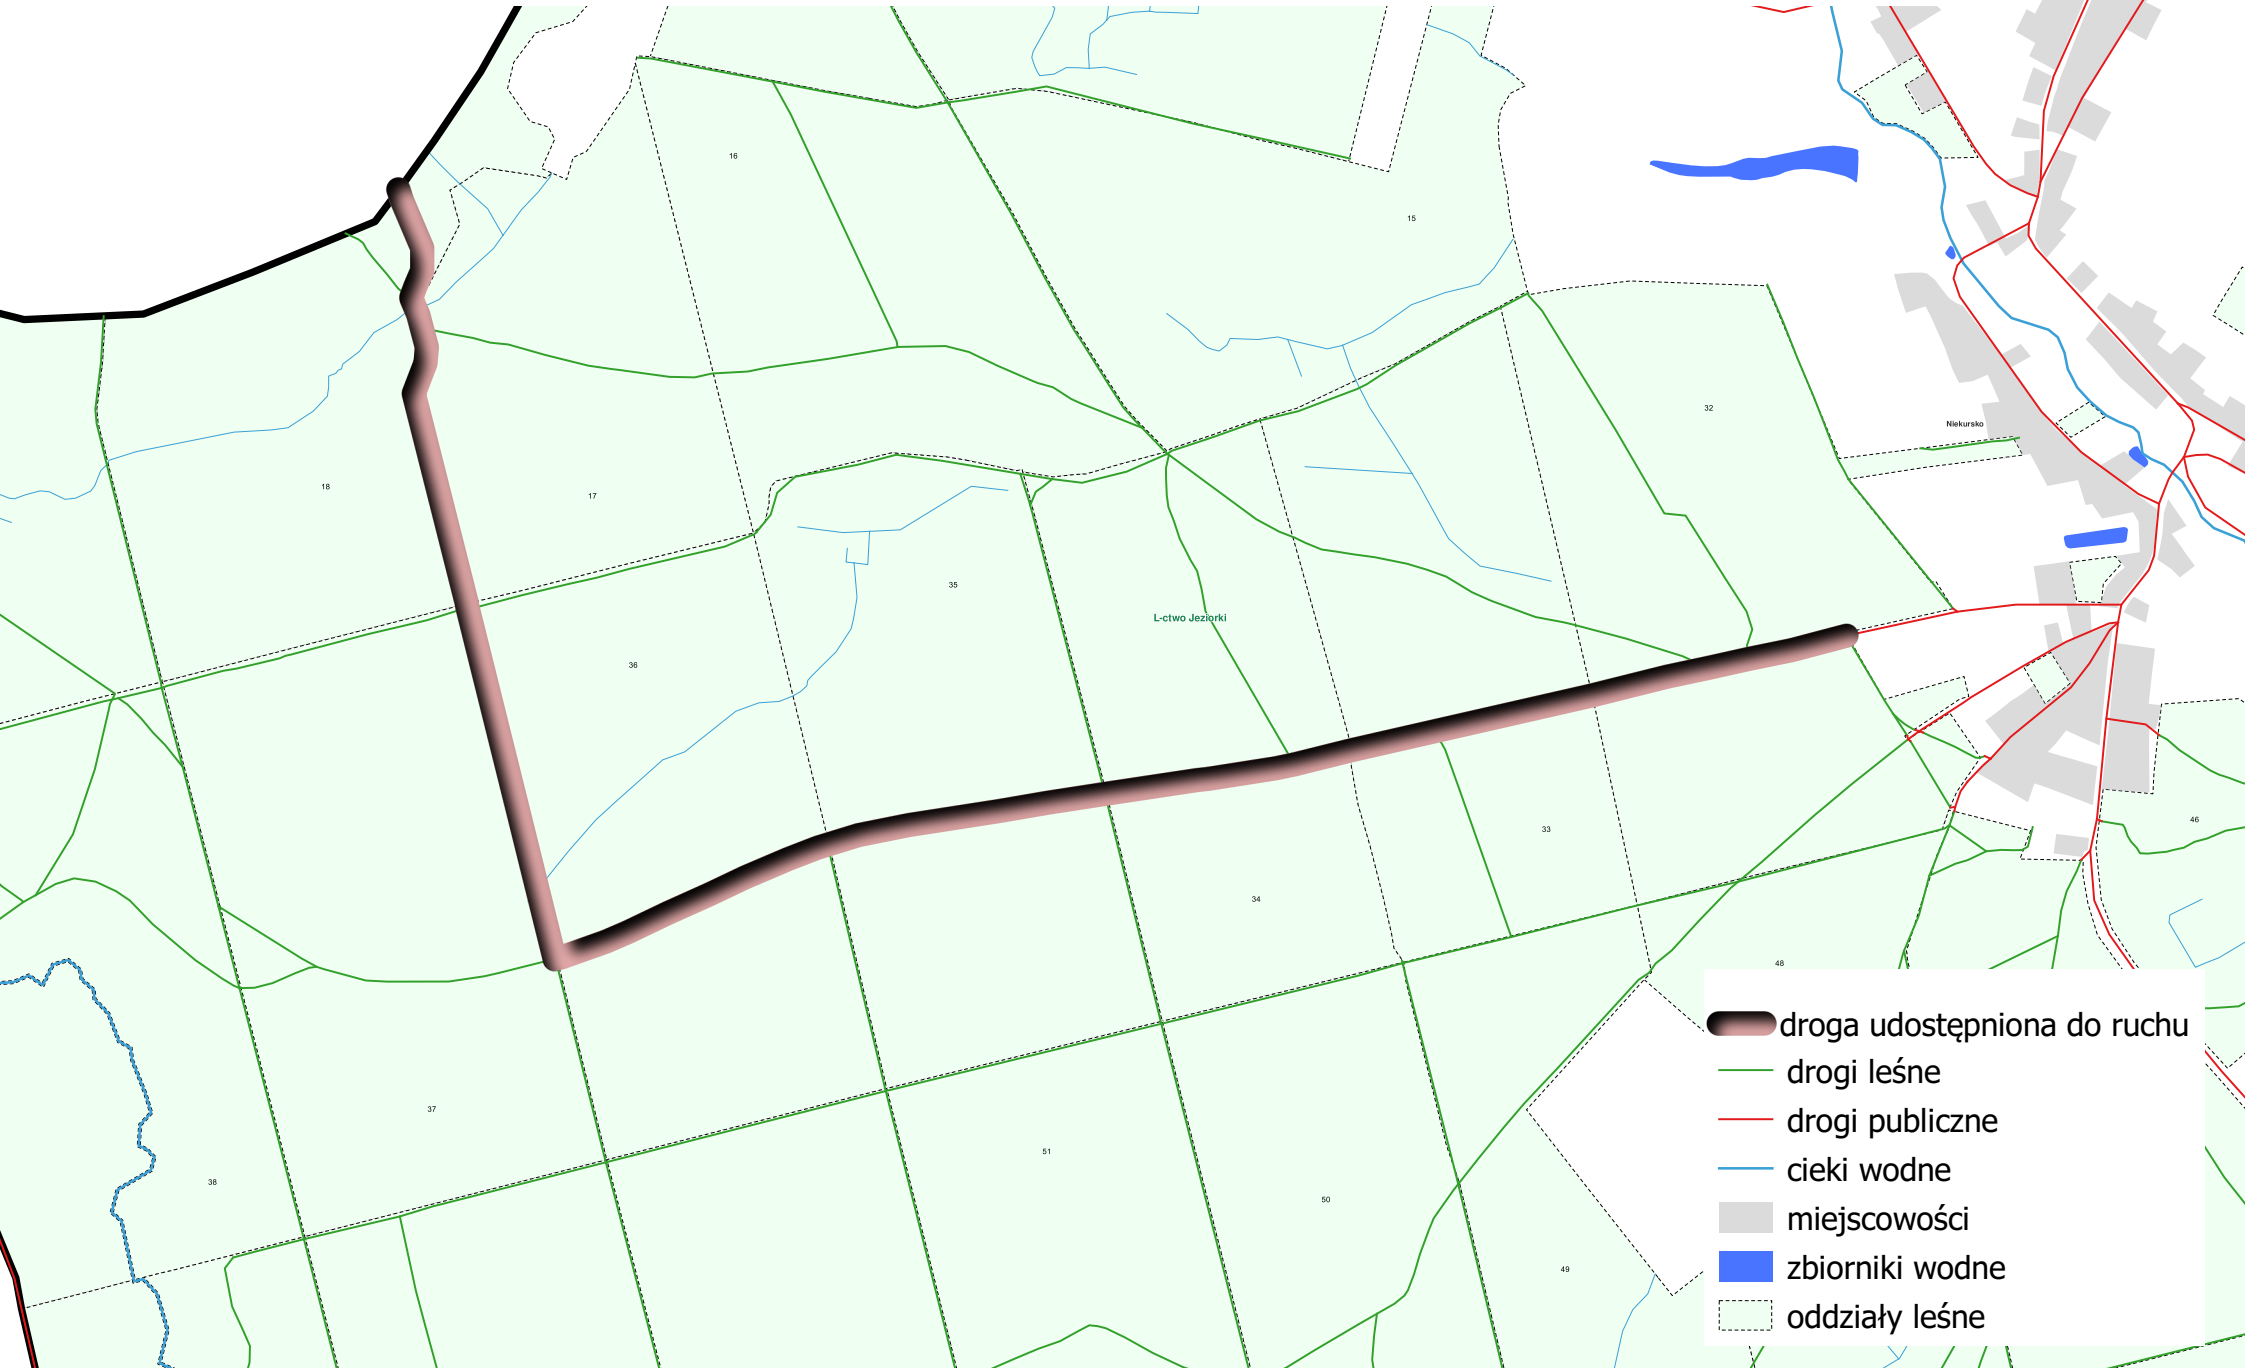 16
15
32
Niekursko
18
17
35
L-ctwo Jeziorki
36
33
46
34
48
droga udostępniona do ruchu
drogi leśne
37
drogi publiczne
51
cieki wodne
38
50
miejscowości
49
zbiorniki wodne
oddziały leśne